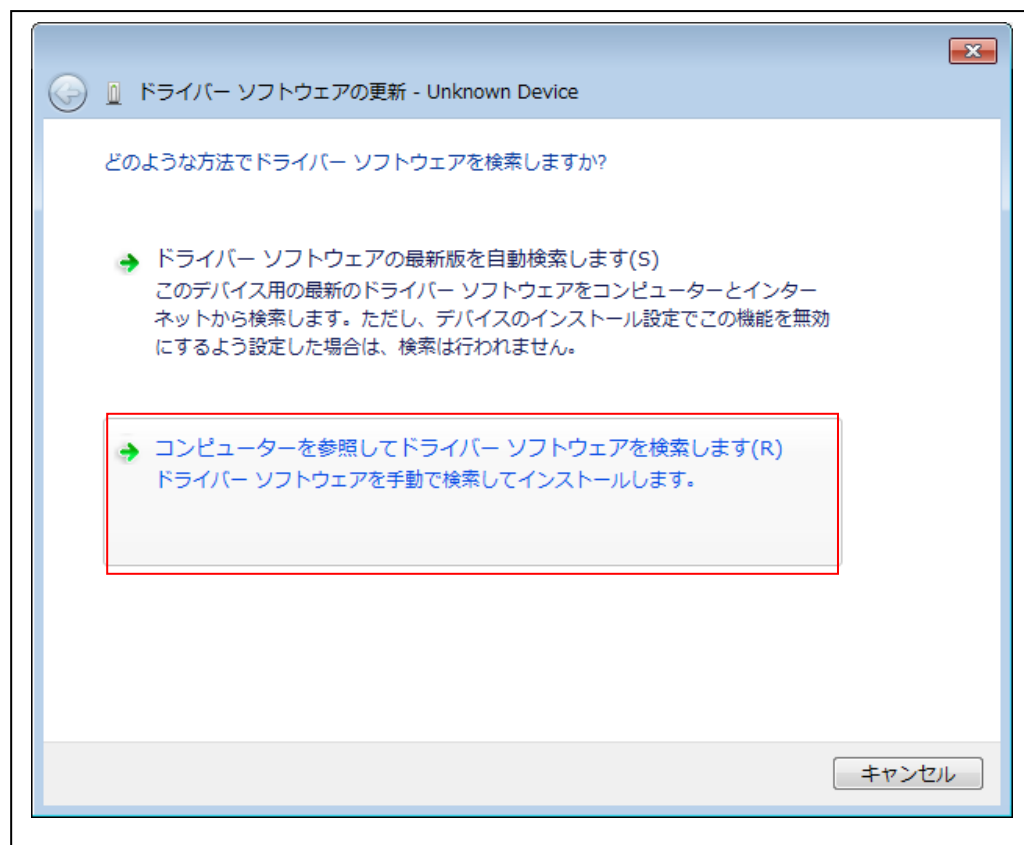 ドライバー ソフトウェアの更新 - Unknown Device
どのような方法でドライバー ソフトウェアを検索しますか?
ドライバー ソフトウェアの最新版を自動検索します(S)
このデバイス用の最新のドライバー ソフトウェアをコンピューターとインター
ネットから検索します。ただし、デバイスのインストール設定でこの機能を無効
にするよう設定した場合は、検索は行われません。
コンピューターを参照してドライバー ソフトウェアを検索します(R)
ドライバー ソフトウェアを手動で検索してインストールします。
キャンセル